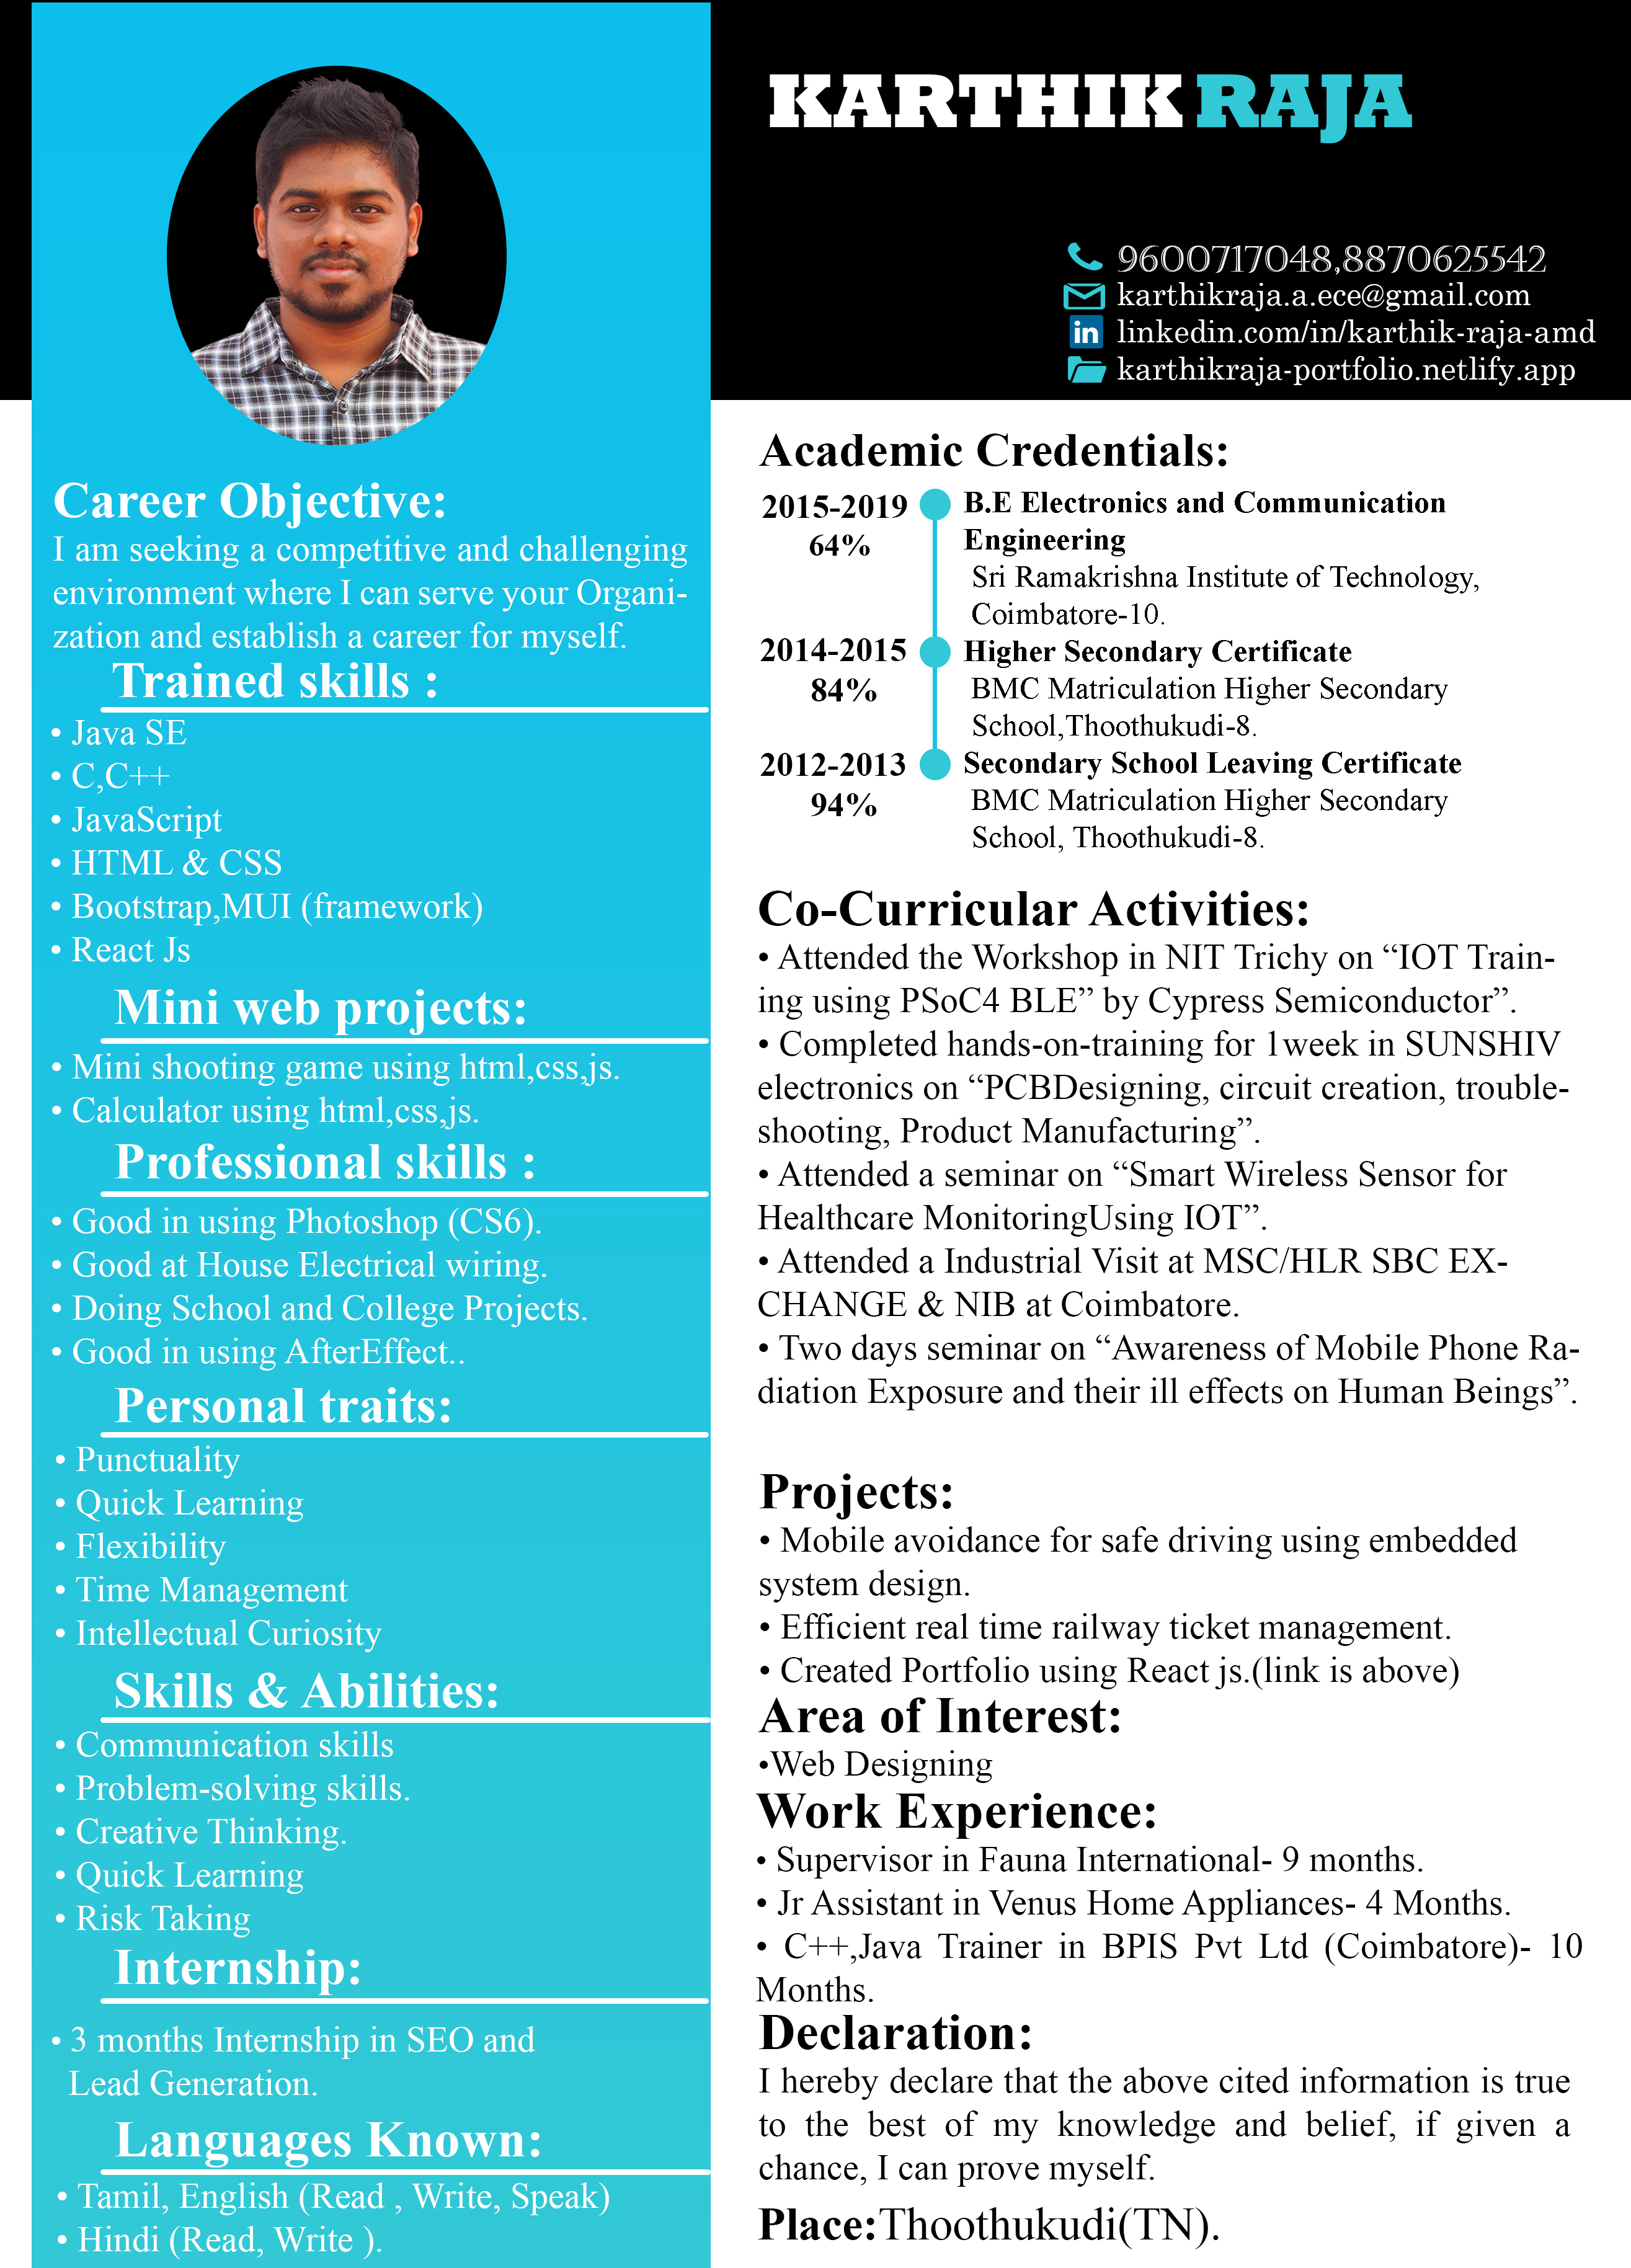 KARTHIK RAJA
9600717048,8870625542
karthikraja.a.ece@gmail.com
in linkedin.com/in/karthik-raja-amd
karthikraja-portfolio.netlify.app
Career Objective:
I am seeking a competitive and challenging
environment where I can serve your Organi-
zation and establish a career for myself.
Trained skills :
• Java SE
• C,C++
• JavaScript
• HTML & CSS
• Bootstrap,MUI (framework)
• React Js
Mini web projects:
• Mini shooting game using html,css,js.
• Calculator using html,css,js.
Professional skills :
• Good in using Photoshop (CS6).
• Good at House Electrical wiring.
• Doing School and College Projects.
• Good in using AfterEffect..
Personal traits:
• Punctuality
• Quick Learning
• Flexibility
• Time Management
• Intellectual Curiosity
Skills & Abilities:
• Communication skills
• Problem-solving skills.
• Creative Thinking.
• Quick Learning
• Risk Taking
Internship:
• 3 months Internship in SEO and
Lead Generation.
Languages Known:
• Tamil, English (Read , Write, Speak)
• Hindi (Read, Write ).
Academic Credentials:
2015-2019 B.E Electronics and Communication
64% Engineering
Sri Ramakrishna Institute of Technology,
Coimbatore-10.
2014-2015 Higher Secondary Certificate
84% BMC Matriculation Higher Secondary
School,Thoothukudi-8.
2012-2013 Secondary School Leaving Certificate
94% BMC Matriculation Higher Secondary
School, Thoothukudi-8.
Co-Curricular Activities:
• Attended the Workshop in NIT Trichy on “IOT Train-
ing using PSoC4 BLE” by Cypress Semiconductor”.
• Completed hands-on-training for 1week in SUNSHIV
electronics on “PCBDesigning, circuit creation, trouble-
shooting, Product Manufacturing”.
• Attended a seminar on “Smart Wireless Sensor for
Healthcare MonitoringUsing IOT”.
• Attended a Industrial Visit at MSC/HLR SBC EX-
CHANGE & NIB at Coimbatore.
• Two days seminar on “Awareness of Mobile Phone Ra-
diation Exposure and their ill effects on Human Beings”.
Projects:
• Mobile avoidance for safe driving using embedded
system design.
• Efficient real time railway ticket management.
• Created Portfolio using React js.(link is above)
Area of Interest:
•Web Designing
Work Experience:
• Supervisor in Fauna International- 9 months.
• Jr Assistant in Venus Home Appliances- 4 Months.
• C++,Java Trainer in BPIS Pvt Ltd (Coimbatore)- 10
Months.
Declaration:
I hereby declare that the above cited information is true
to the best of my knowledge and belief, if given a
chance, I can prove myself.
Place:Thoothukudi(TN).